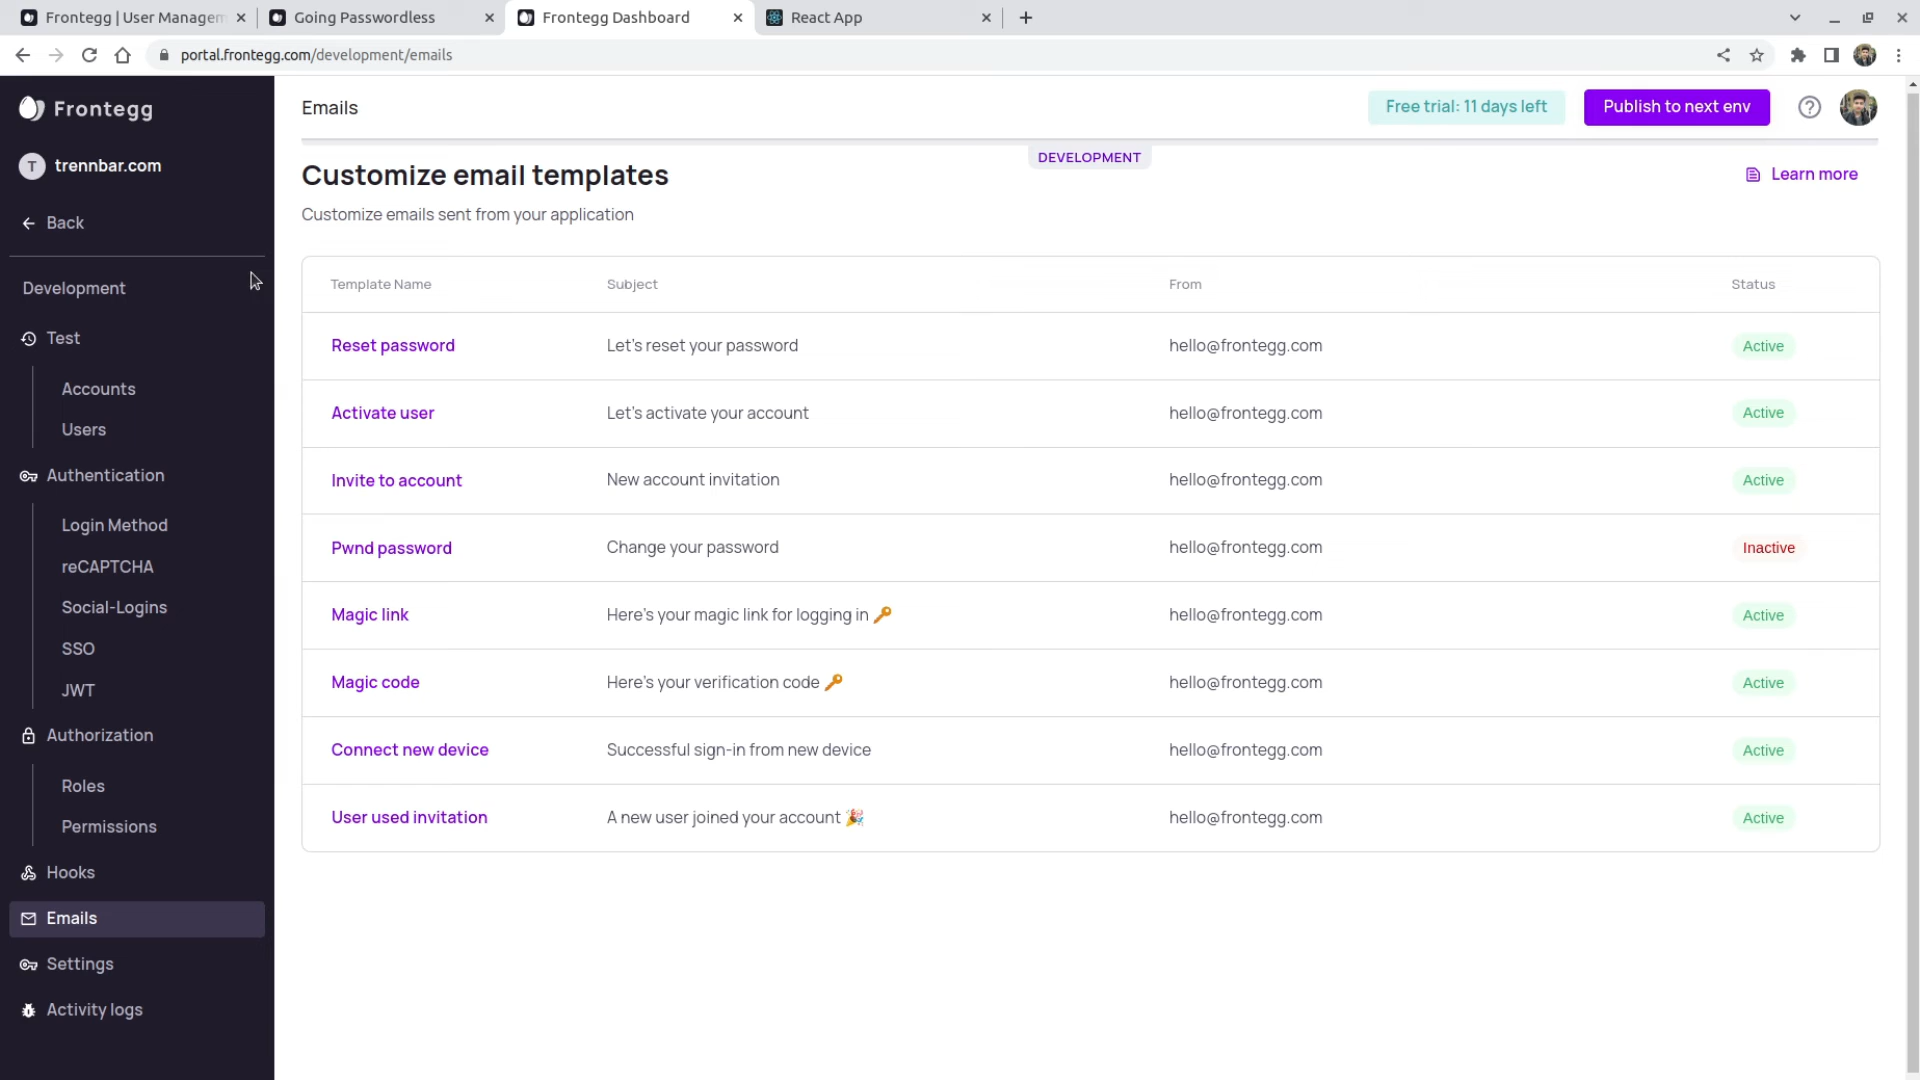 Frontegg | User Managem
Going Passwordless
Frontegg Dashboard
React App
portal.frontegg.com/development/emails
Frontegg
T trennbar.com
Back
Development
Test
Accounts
Users
Authentication
Login Method
reCAPTCHA
Social-Logins
SSO
JWT
Authorization
Roles
Permissions
Hooks
Emails
Settings
Activity logs
Emails
Free trial: 11 days left
Publish to next env
DEVELOPMENT
Customize email templates
Learn more
Customize emails sent from your application
Template Name Subject From Status
Reset password Let's reset your password hello@frontegg.com Active
Activate user Let's activate your account hello@frontegg.com Active
Invite to account New account invitation hello@frontegg.com Active
Pwnd password Change your password hello@frontegg.com Inactive
Magic link Here's your magic link for logging in 🔑 hello@frontegg.com Active
Magic code Here's your verification code 🔑 hello@frontegg.com Active
Connect new device Successful sign-in from new device hello@frontegg.com Active
User used invitation A new user joined your account 🎉 hello@frontegg.com Active